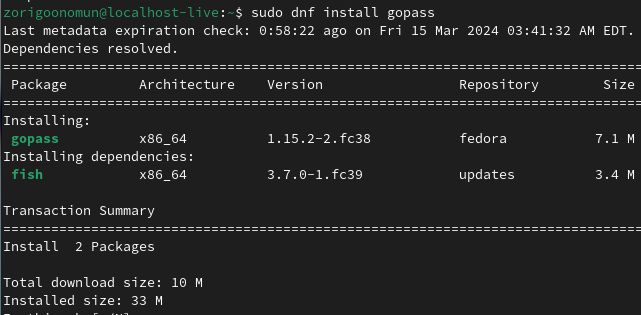 zorigoonomun@localhost-live:~$ sudo dnf install gopass
Last metadata expiration check: 0:58:22 ago on Fri 15 Mar 2024 03:41:32 AM EDT.
Dependencies resolved.
================================================================================
Package Architecture Version Repository Size
================================================================================
Installing:
gopass x86_64 1.15.2-2.fc38 fedora 7.1 M
Installing dependencies:
fish x86_64 3.7.0-1.fc39 updates 3.4 M
Transaction Summary
================================================================================
Install  2 Packages
Total download size: 10 M
Installed size: 33 M